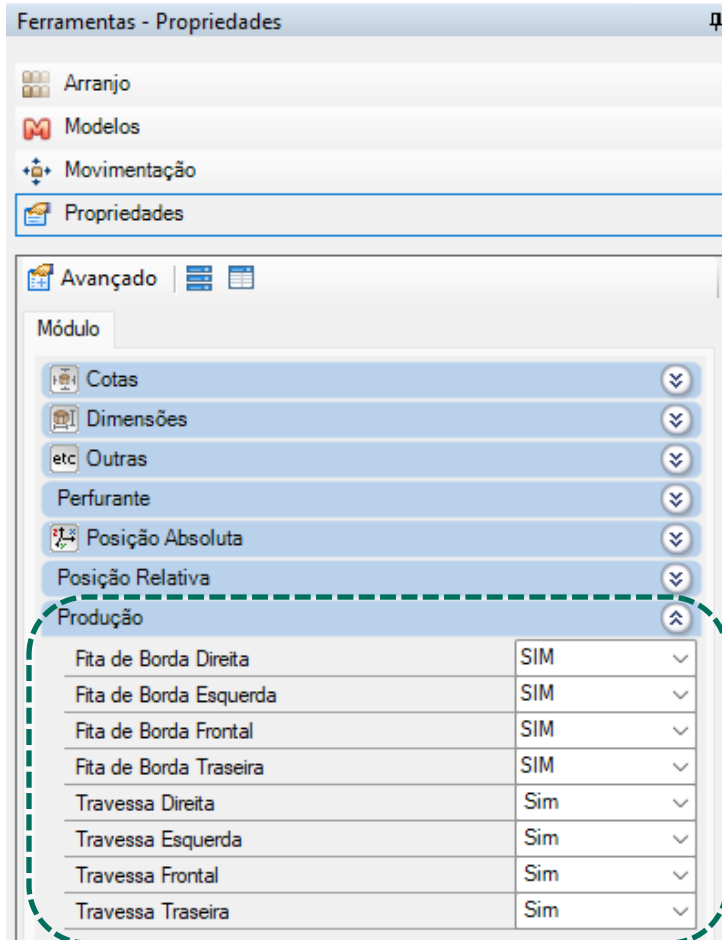 Ferramentas - Propriedades
Arranjo
Modelos
Movimentação
Propriedades
Avançado
Módulo
Cotas
Dimensões
etc Outras
Perfurante
Posição Absoluta
Posição Relativa
Produção
Fita de Borda Direita SIM
Fita de Borda Esquerda SIM
Fita de Borda Frontal SIM
Fita de Borda Traseira SIM
Travessa Direita Sim
Travessa Esquerda Sim
Travessa Frontal Sim
Travessa Traseira Sim